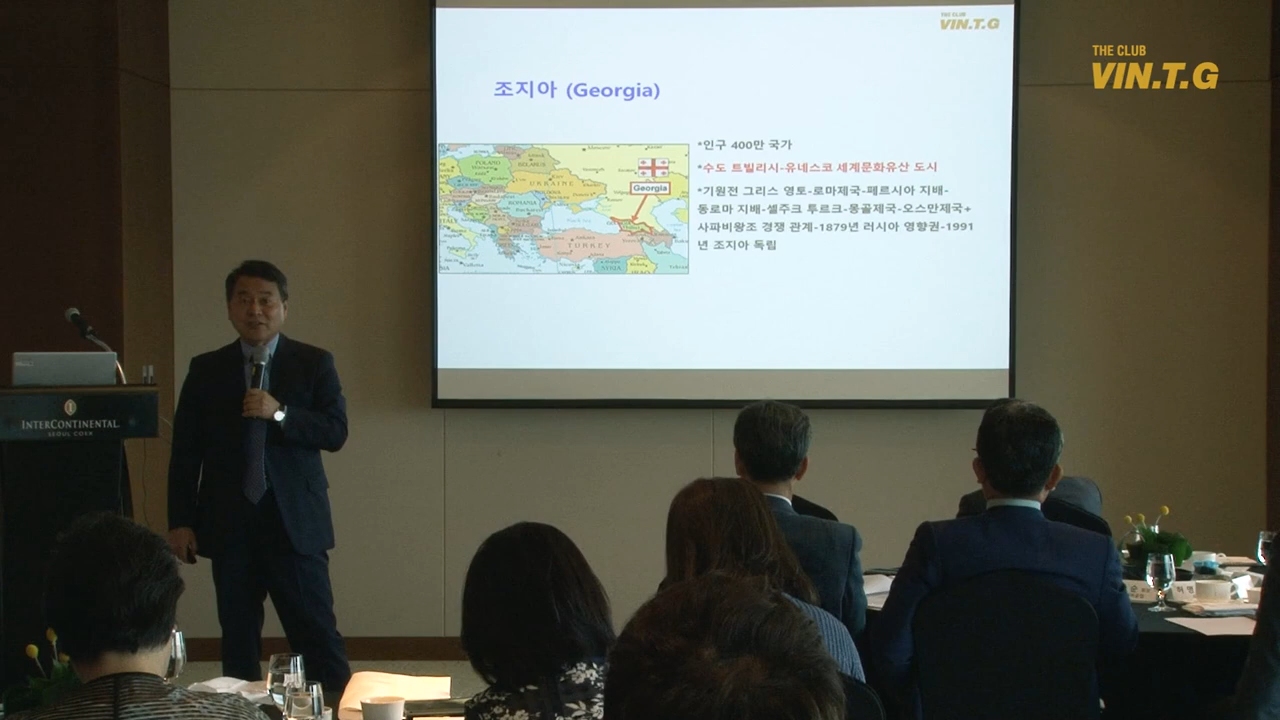 THE CLUB
VIN.T.G
THE CLUB
VIN.T.G
조지아 (Georgia)
*인구 400만 국가
*수도 트빌리시-유네스코 세계문화유산 도시
*기원전 그리스 영토-로마제국-페르시아 지배-
동로마 지배-셀주크 투르크-몽골제국-오스만제국+
사파비왕조 경쟁 관계-1879년 러시아 영향권-1991
년 조지아 독립
POLAND
BELARUS
UKRAINE
Georgia
ROMANIA
ITALY
TURKEY
SYRIA
INTERCONTINENTAL
SEOUL COEX